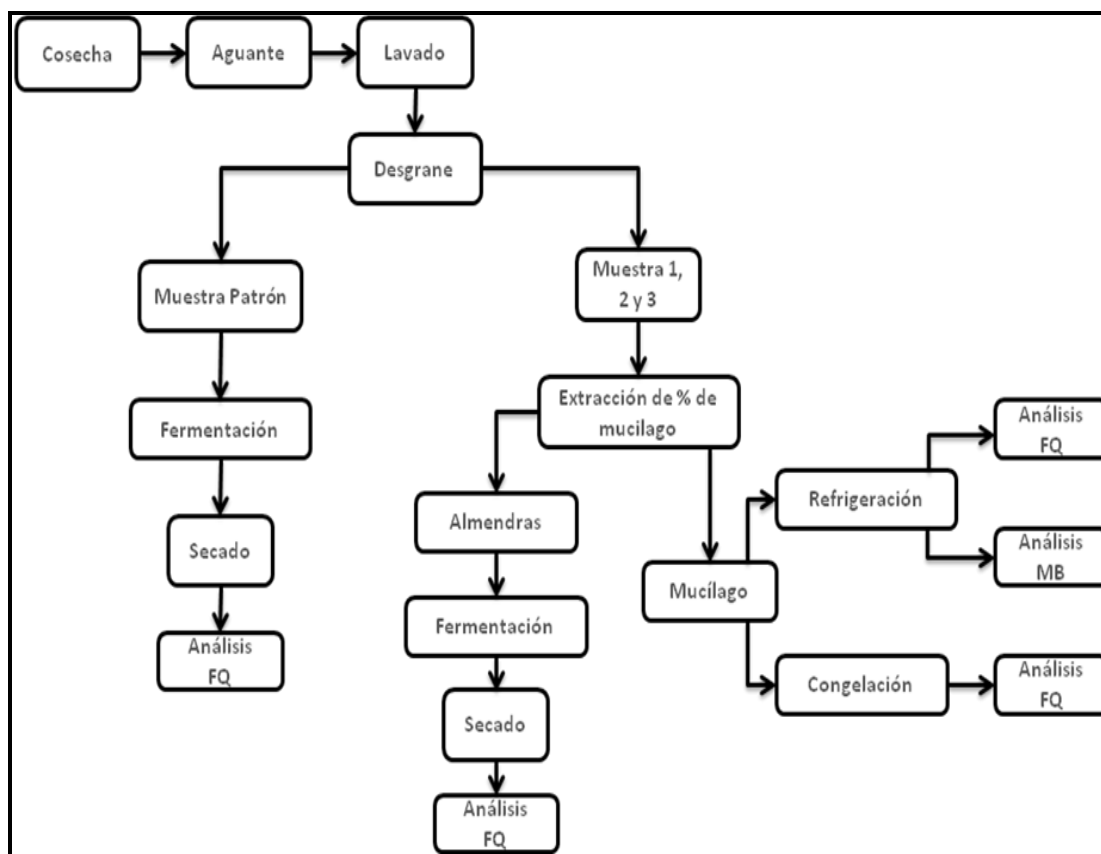 Cosecha
Aguante
Lavado
Desgrane
Muestra Patrón
Fermentación
Secado
Análisis
FQ
Muestra 1,
2 y 3
Extracción de % de
mucilago
Almendras
Fermentación
Secado
Análisis
FQ
Mucílago
Refrigeración
Análisis
FQ
Análisis
MB
Congelación
Análisis
FQ